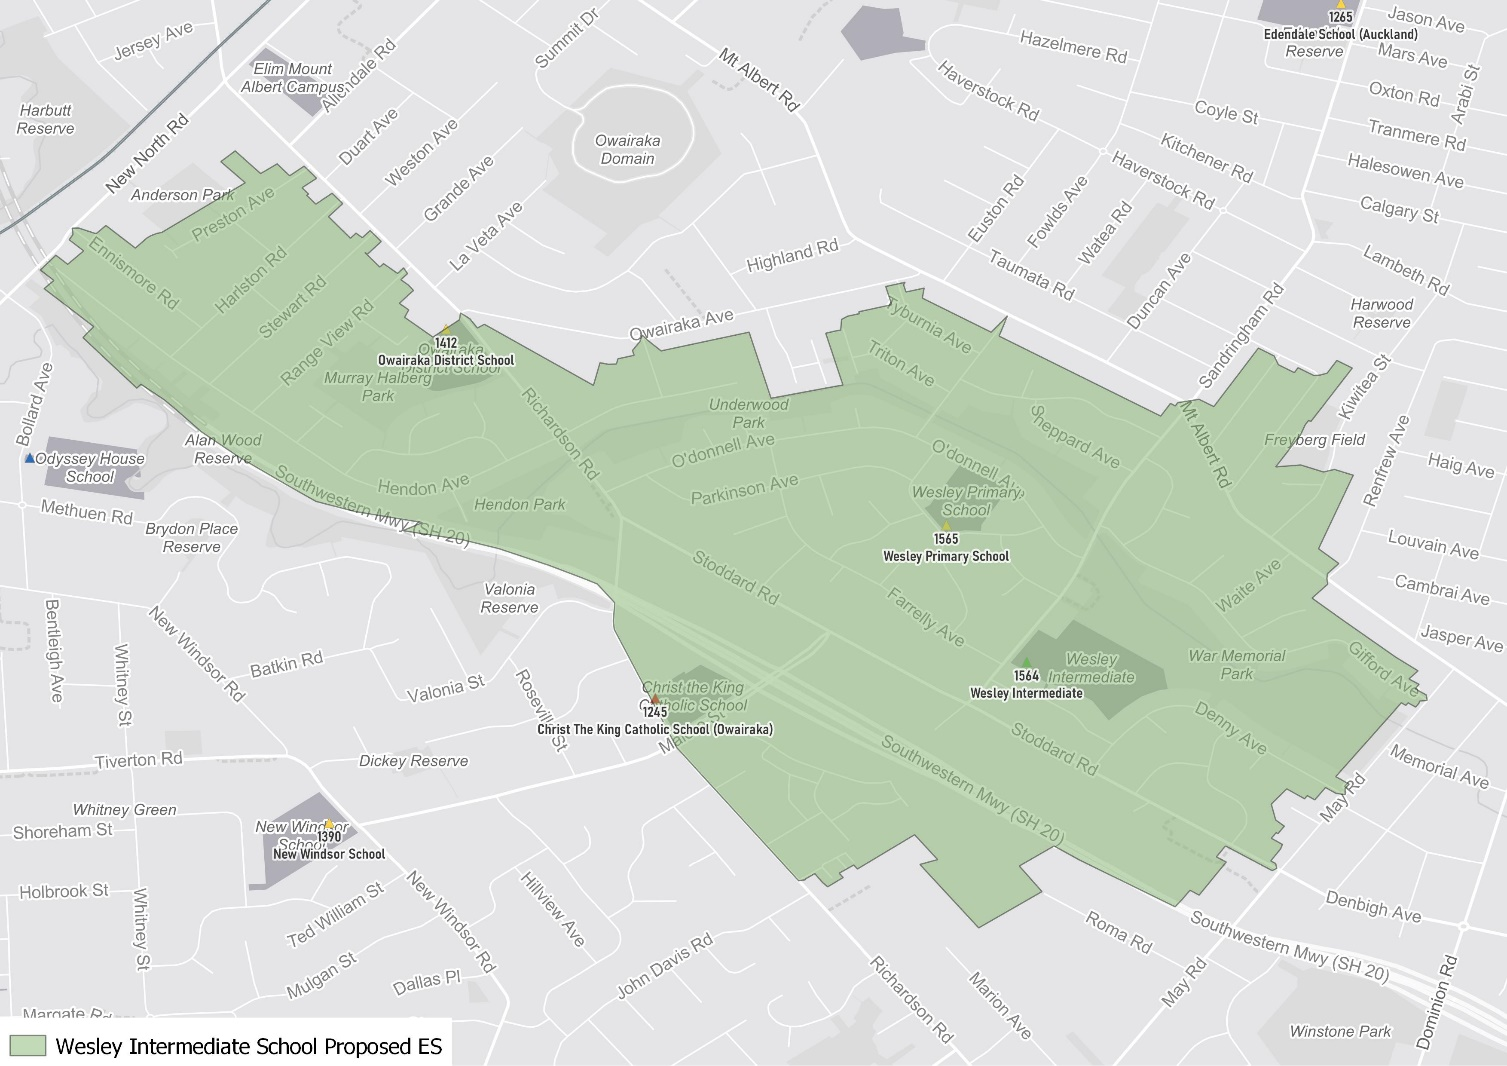 1265
Edendale School (Auckland)
Reserve
Jason Ave
Mars Ave
Oxton Rd
Arabi St
Tranmere Rd
Halesowen Ave
Calgary St
Lambeth Rd
Harwood
Reserve
Jersey Ave
Elim Mount
Albert Campus
Allendale Rd
Summit Dr
Mt Albert Rd
Hazelmere Rd
Haverstock Rd
Coyle St
Kitchener Rd
Haverstock Rd
Harbutt
Reserve
New North Rd
Duart Ave
Weston Ave
Grande Ave
La Veta Ave
Owairaka
Domain
Euston Rd
Fowlds Ave
Watea Rd
Taumata Rd
Duncan Ave
Sandringham Rd
Highland Rd
Owairaka Ave
Anderson Park
Preston Ave
Ennismore Rd
Harlston Rd
Stewart Rd
Range View Rd
1412
Owairaka District School
Owairaka
District School
Murray Halberg
Park
Tyburnia Ave
Triton Ave
Underwood
Park
O'donnell Ave
Parkinson Ave
O'donnell Ave
Sheppard Ave
Mt Albert Rd
Kiwitea St
Freyberg Field
Renfrew Ave
Haig Ave
Louvain Ave
Cambrai Ave
Jasper Ave
Bollard Ave
Odyssey House
School
Methuen Rd
Alan Wood
Reserve
Southwestern Mwy (SH 20)
Hendon Ave
Hendon Park
Richardson Rd
Brydon Place
Reserve
Valonia
Reserve
Wesley Primary
School
1565
Wesley Primary School
Stoddard Rd
Farrelly Ave
Waite Ave
Gifford Ave
War Memorial
Park
Wesley
Intermediate
1564
Wesley Intermediate
Denny Ave
Stoddard Rd
Southwestern Mwy (SH 20)
Memorial Ave
May Rd
Bentleigh Ave
Whitney St
New Windsor Rd
Batkin Rd
Valonia St
Roseville St
Christ the King
Catholic School
1245
Christ The King Catholic School (Owairaka)
Tiverton Rd
Dickey Reserve
Whitney Green
Shoreham St
New Windsor
School
1390
New Windsor School
Holbrook St
Whitney St
Ted William St
Mulgan St
Dallas Pl
New Windsor Rd
Hillview Ave
John Davis Rd
Richardson Rd
Marion Ave
Roma Rd
May Rd
Southwestern Mwy (SH 20)
Denbigh Ave
Dominion Rd
Winstone Park
Margate Rd
Wesley Intermediate School Proposed ES